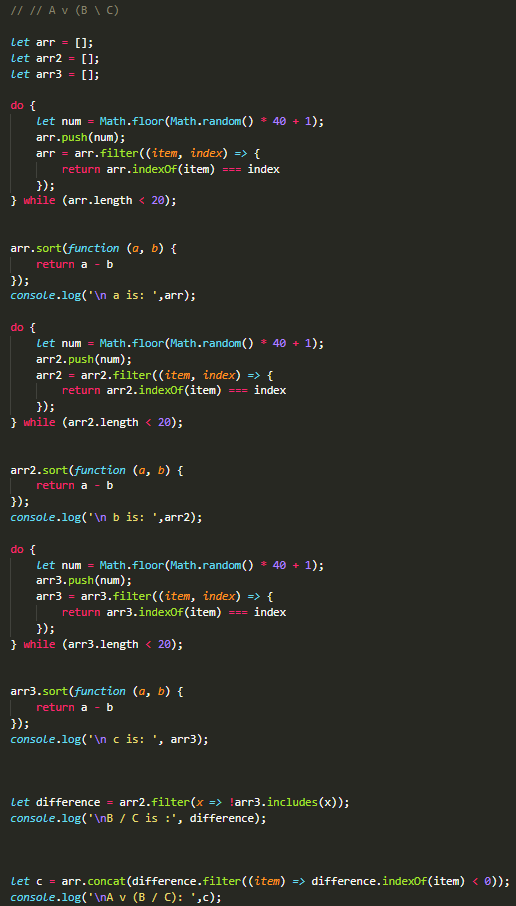 // // A v (B \ C)
let arr = [];
let arr2 = [];
let arr3 = [];
do {
let num = Math.floor(Math.random() * 40 + 1);
arr.push(num);
arr = arr.filter((item, index) => {
return arr.indexOf(item) === index
});
} while (arr.length < 20);
arr.sort(function (a, b) {
return a - b
});
console.log('\n a is: ',arr);
do {
let num = Math.floor(Math.random() * 40 + 1);
arr2.push(num);
arr2 = arr2.filter((item, index) => {
return arr2.indexOf(item) === index
});
} while (arr2.length < 20);
arr2.sort(function (a, b) {
return a - b
});
console.log('\n b is: ',arr2);
do {
let num = Math.floor(Math.random() * 40 + 1);
arr3.push(num);
arr3 = arr3.filter((item, index) => {
return arr3.indexOf(item) === index
});
} while (arr3.length < 20);
arr3.sort(function (a, b) {
return a - b
});
console.log('\n c is: ', arr3);
let difference = arr2.filter(x => !arr3.includes(x));
console.log('\nB / C is :', difference);
let c = arr.concat(difference.filter((item) => difference.indexOf(item) < 0));
console.log('\nA v (B / C): ',c);